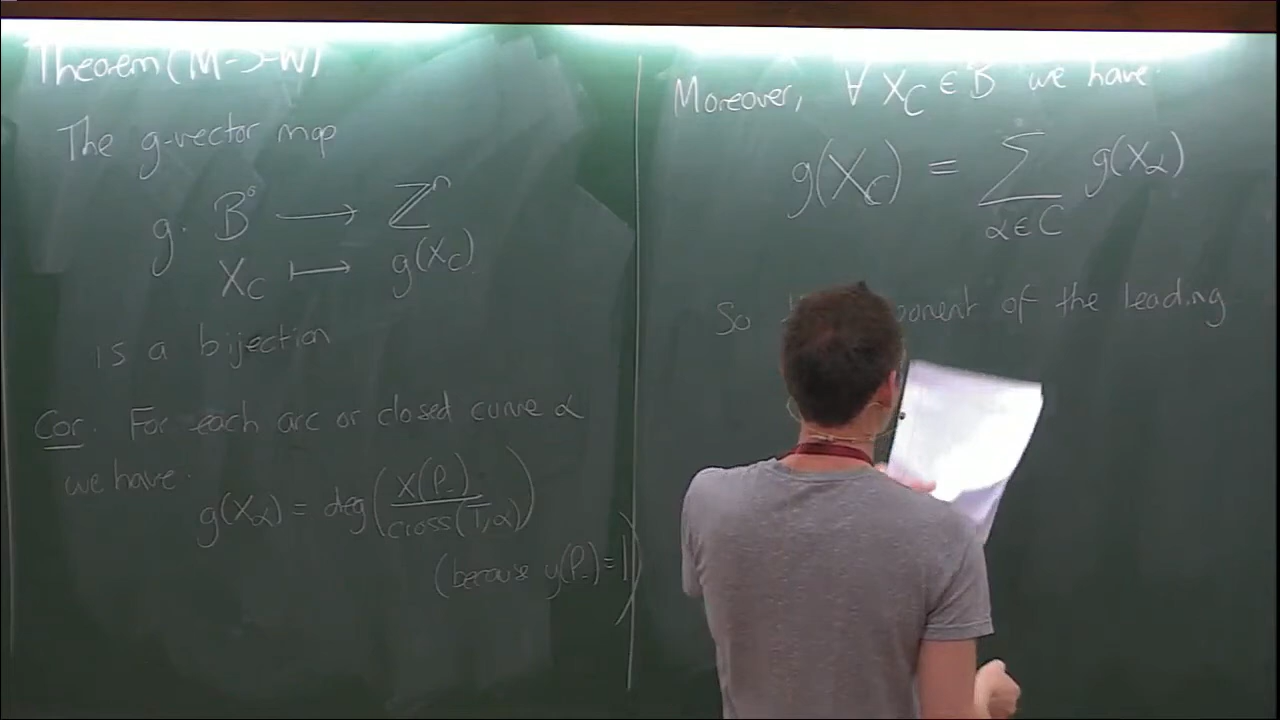 Theorem (M-S-W)
The g-vector map
g: B° → ℤⁿ
X_C ↦ g(X_C)
is a bijection
Cor. For each arc or closed curve α
we have.
g(X_α) = deg( X(P_-) / cross(T, α) )
(because y(P_-) = 1)
Moreover, ∀ X_C ∈ B° we have:
g(X_C) = Σ_{α∈C} g(X_α)
So of the leading